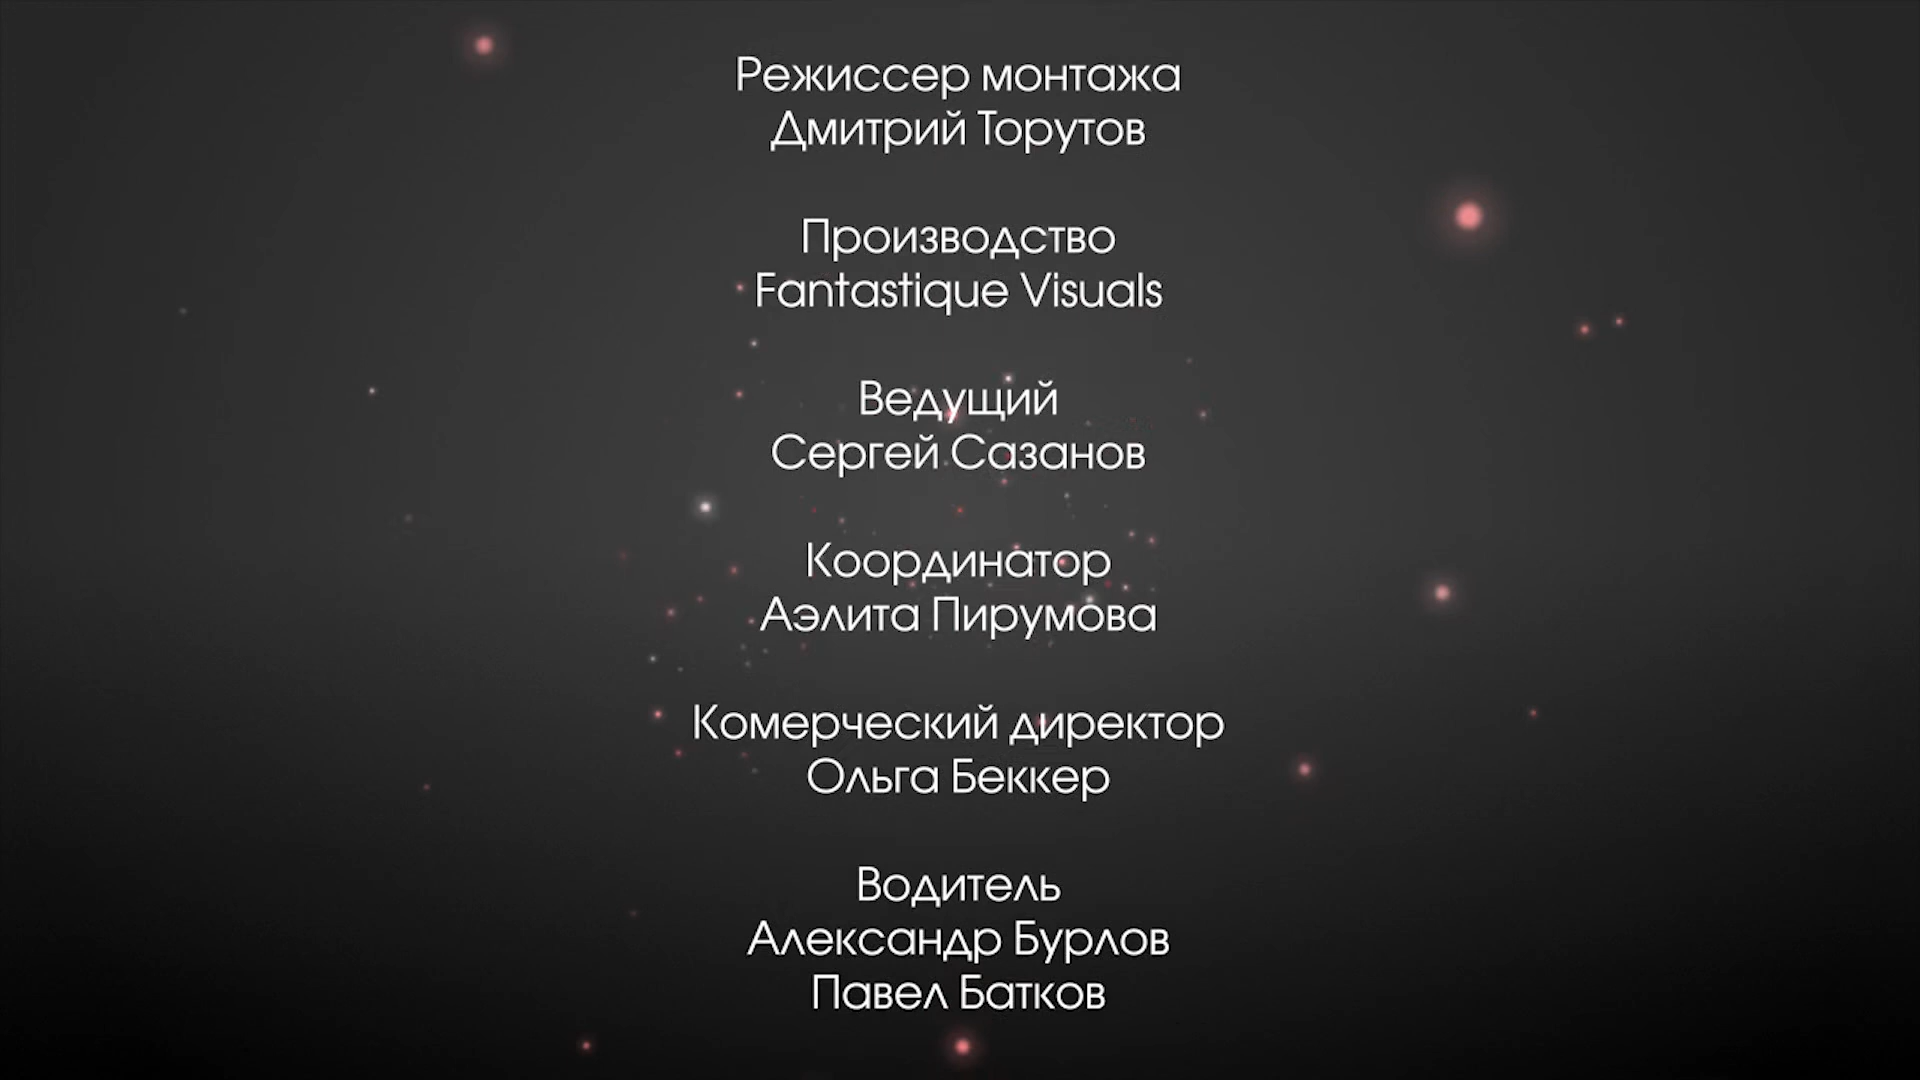 Режиссер монтажа
Дмитрий Торутов
Производство
Fantastique Visuals
Ведущий
Сергей Сазанов
Координатор
Аэлита Пирумова
Комерческий директор
Ольга Беккер
Водитель
Александр Бурлов
Павел Батков